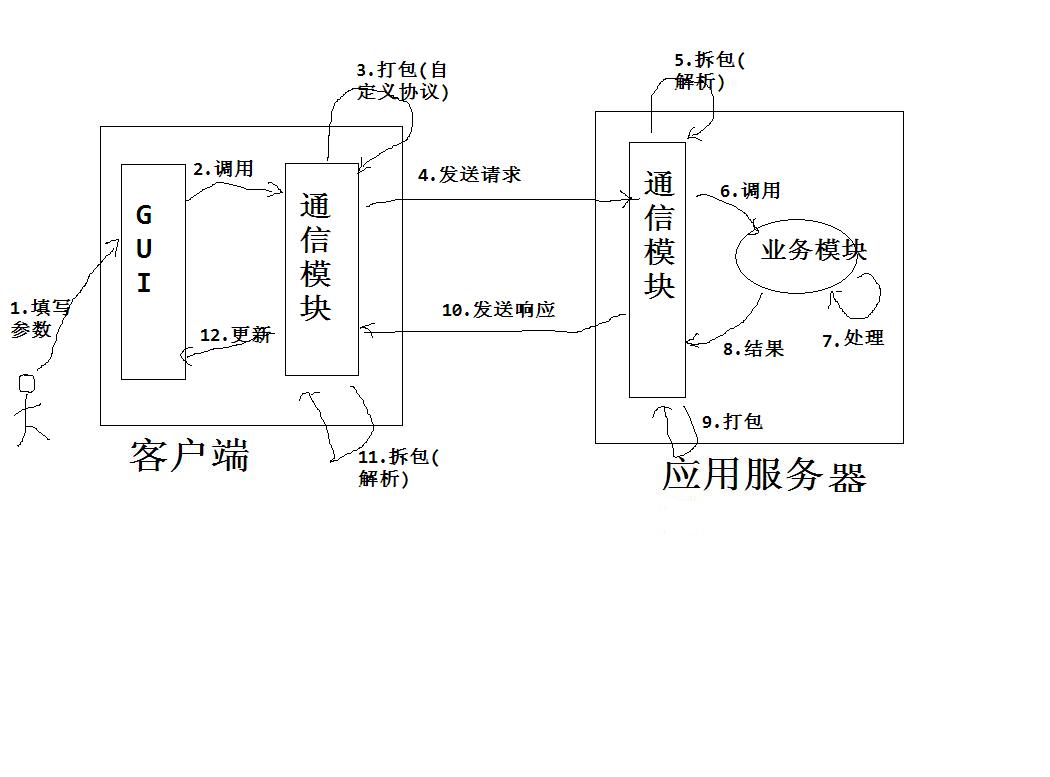 3.打包(自
定义协议)
5.拆包(
解析)
2.调用
4.发送请求
6.调用
GUI
通信模块
通信模块
业务模块
1.填写
参数
12.更新
10.发送响应
8.结果
7.处理
9.打包
11.拆包(
解析)
客户端
应用服务器